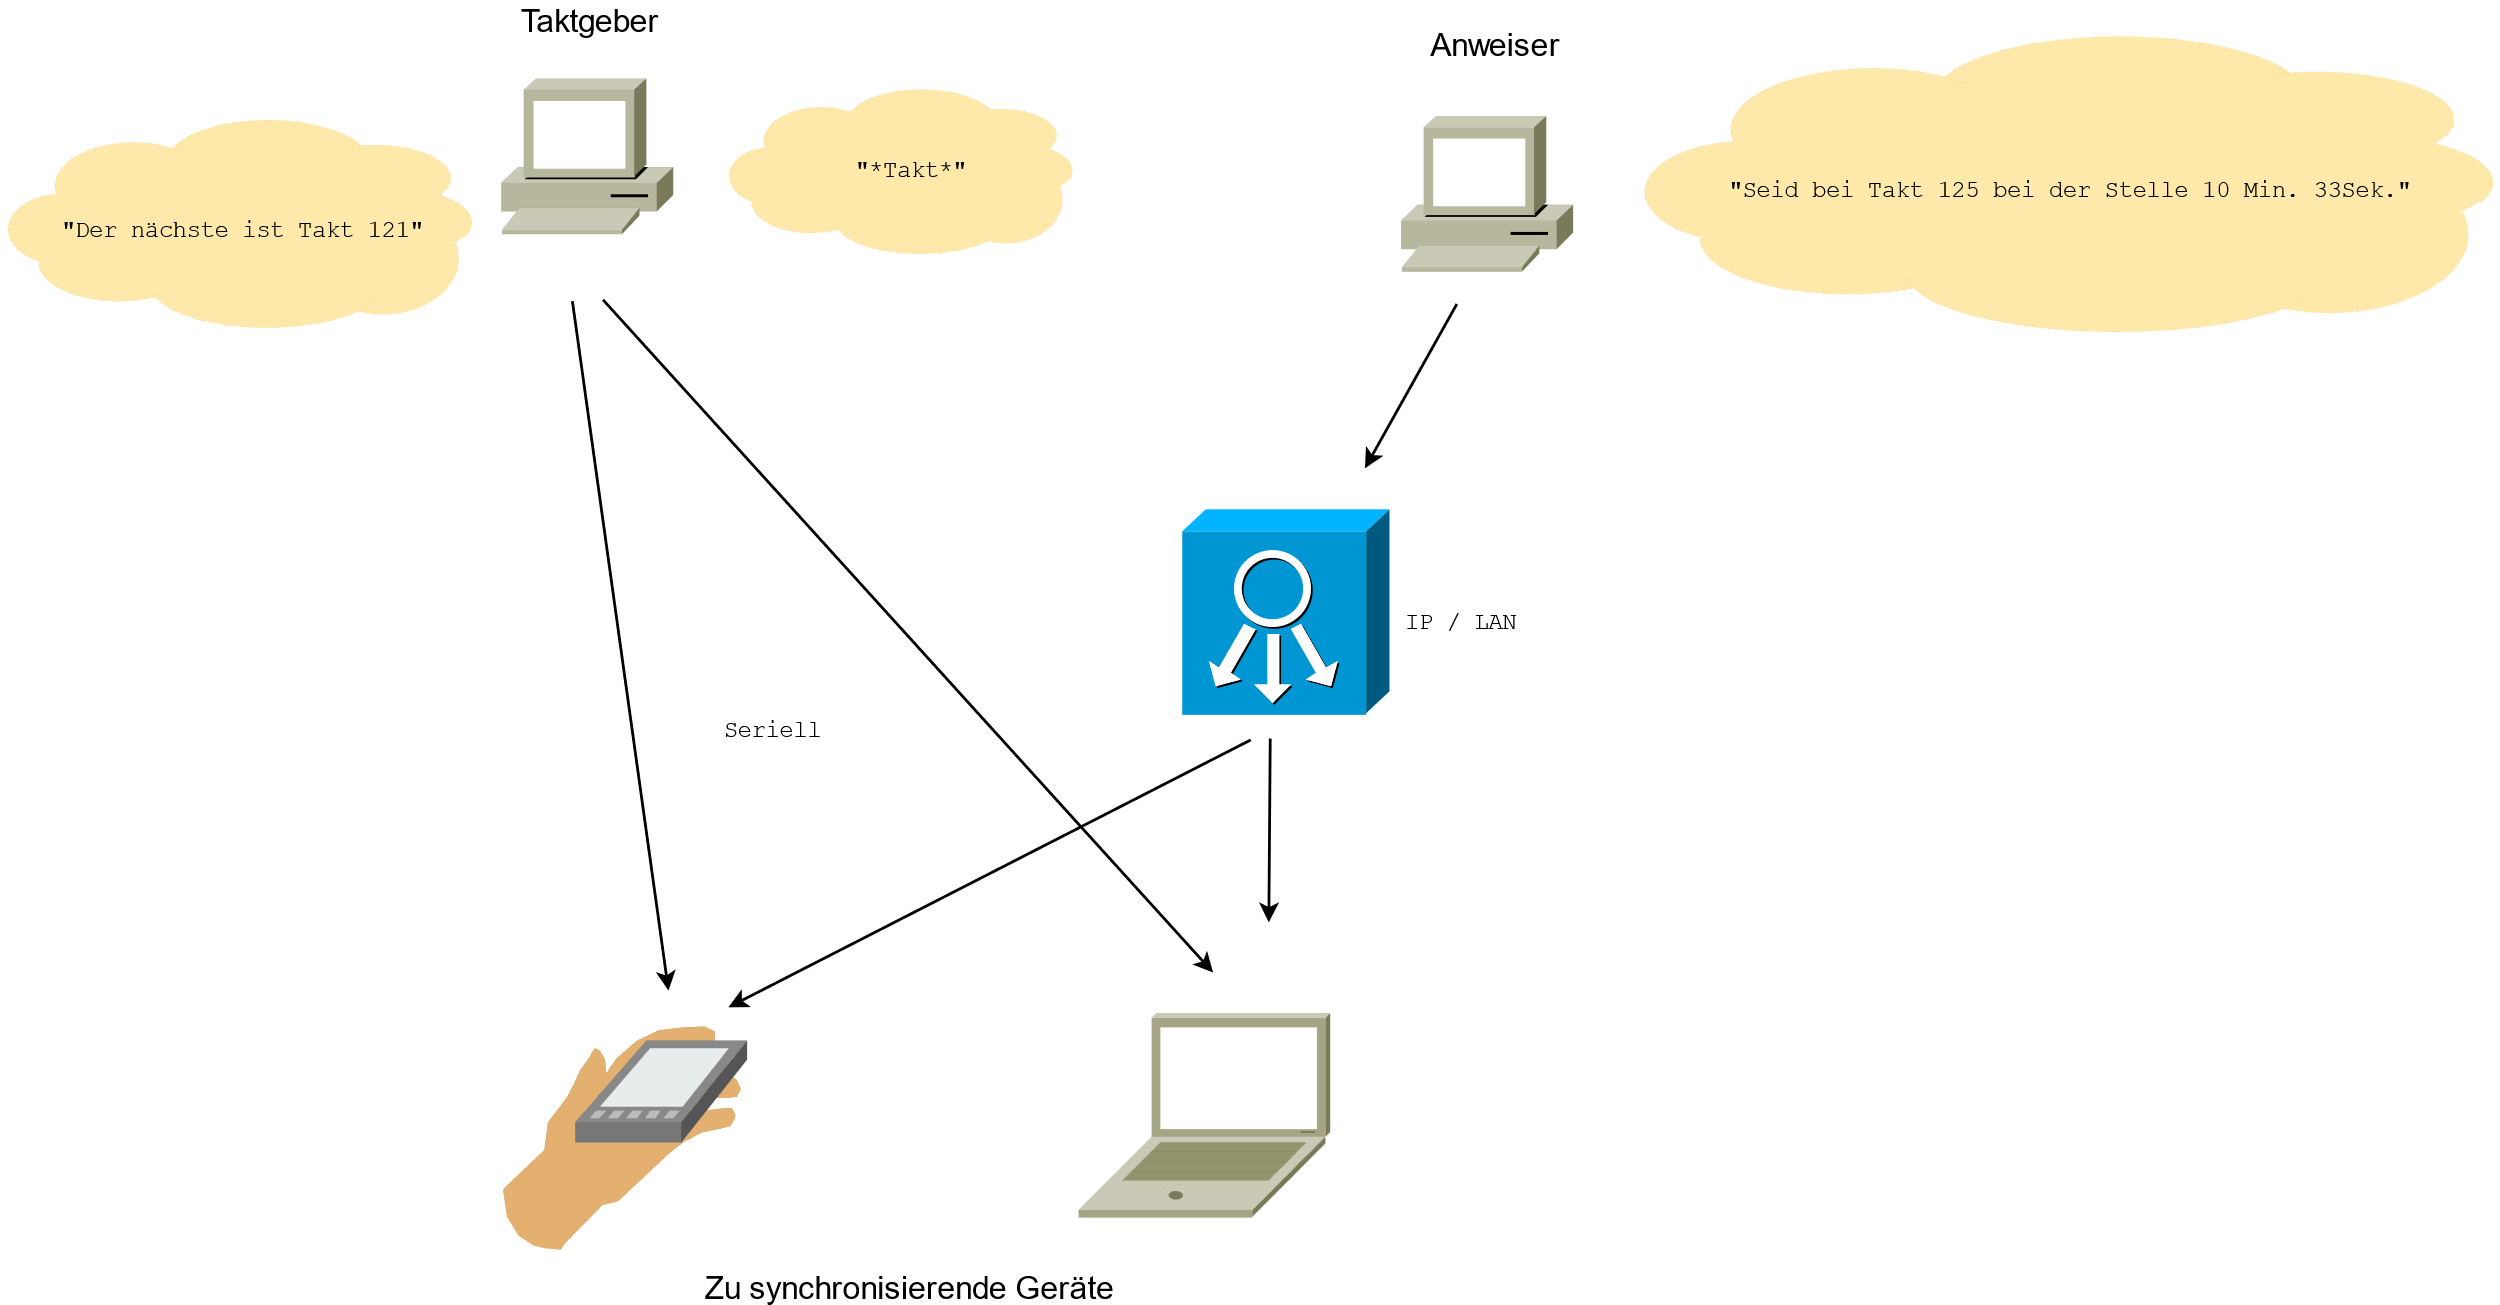 Taktgeber
Anweiser
"Der nächste ist Takt 121"
"*Takt*"
"Seid bei Takt 125 bei der Stelle 10 Min. 33Sek."
IP / LAN
Seriell
Zu synchronisierende Geräte